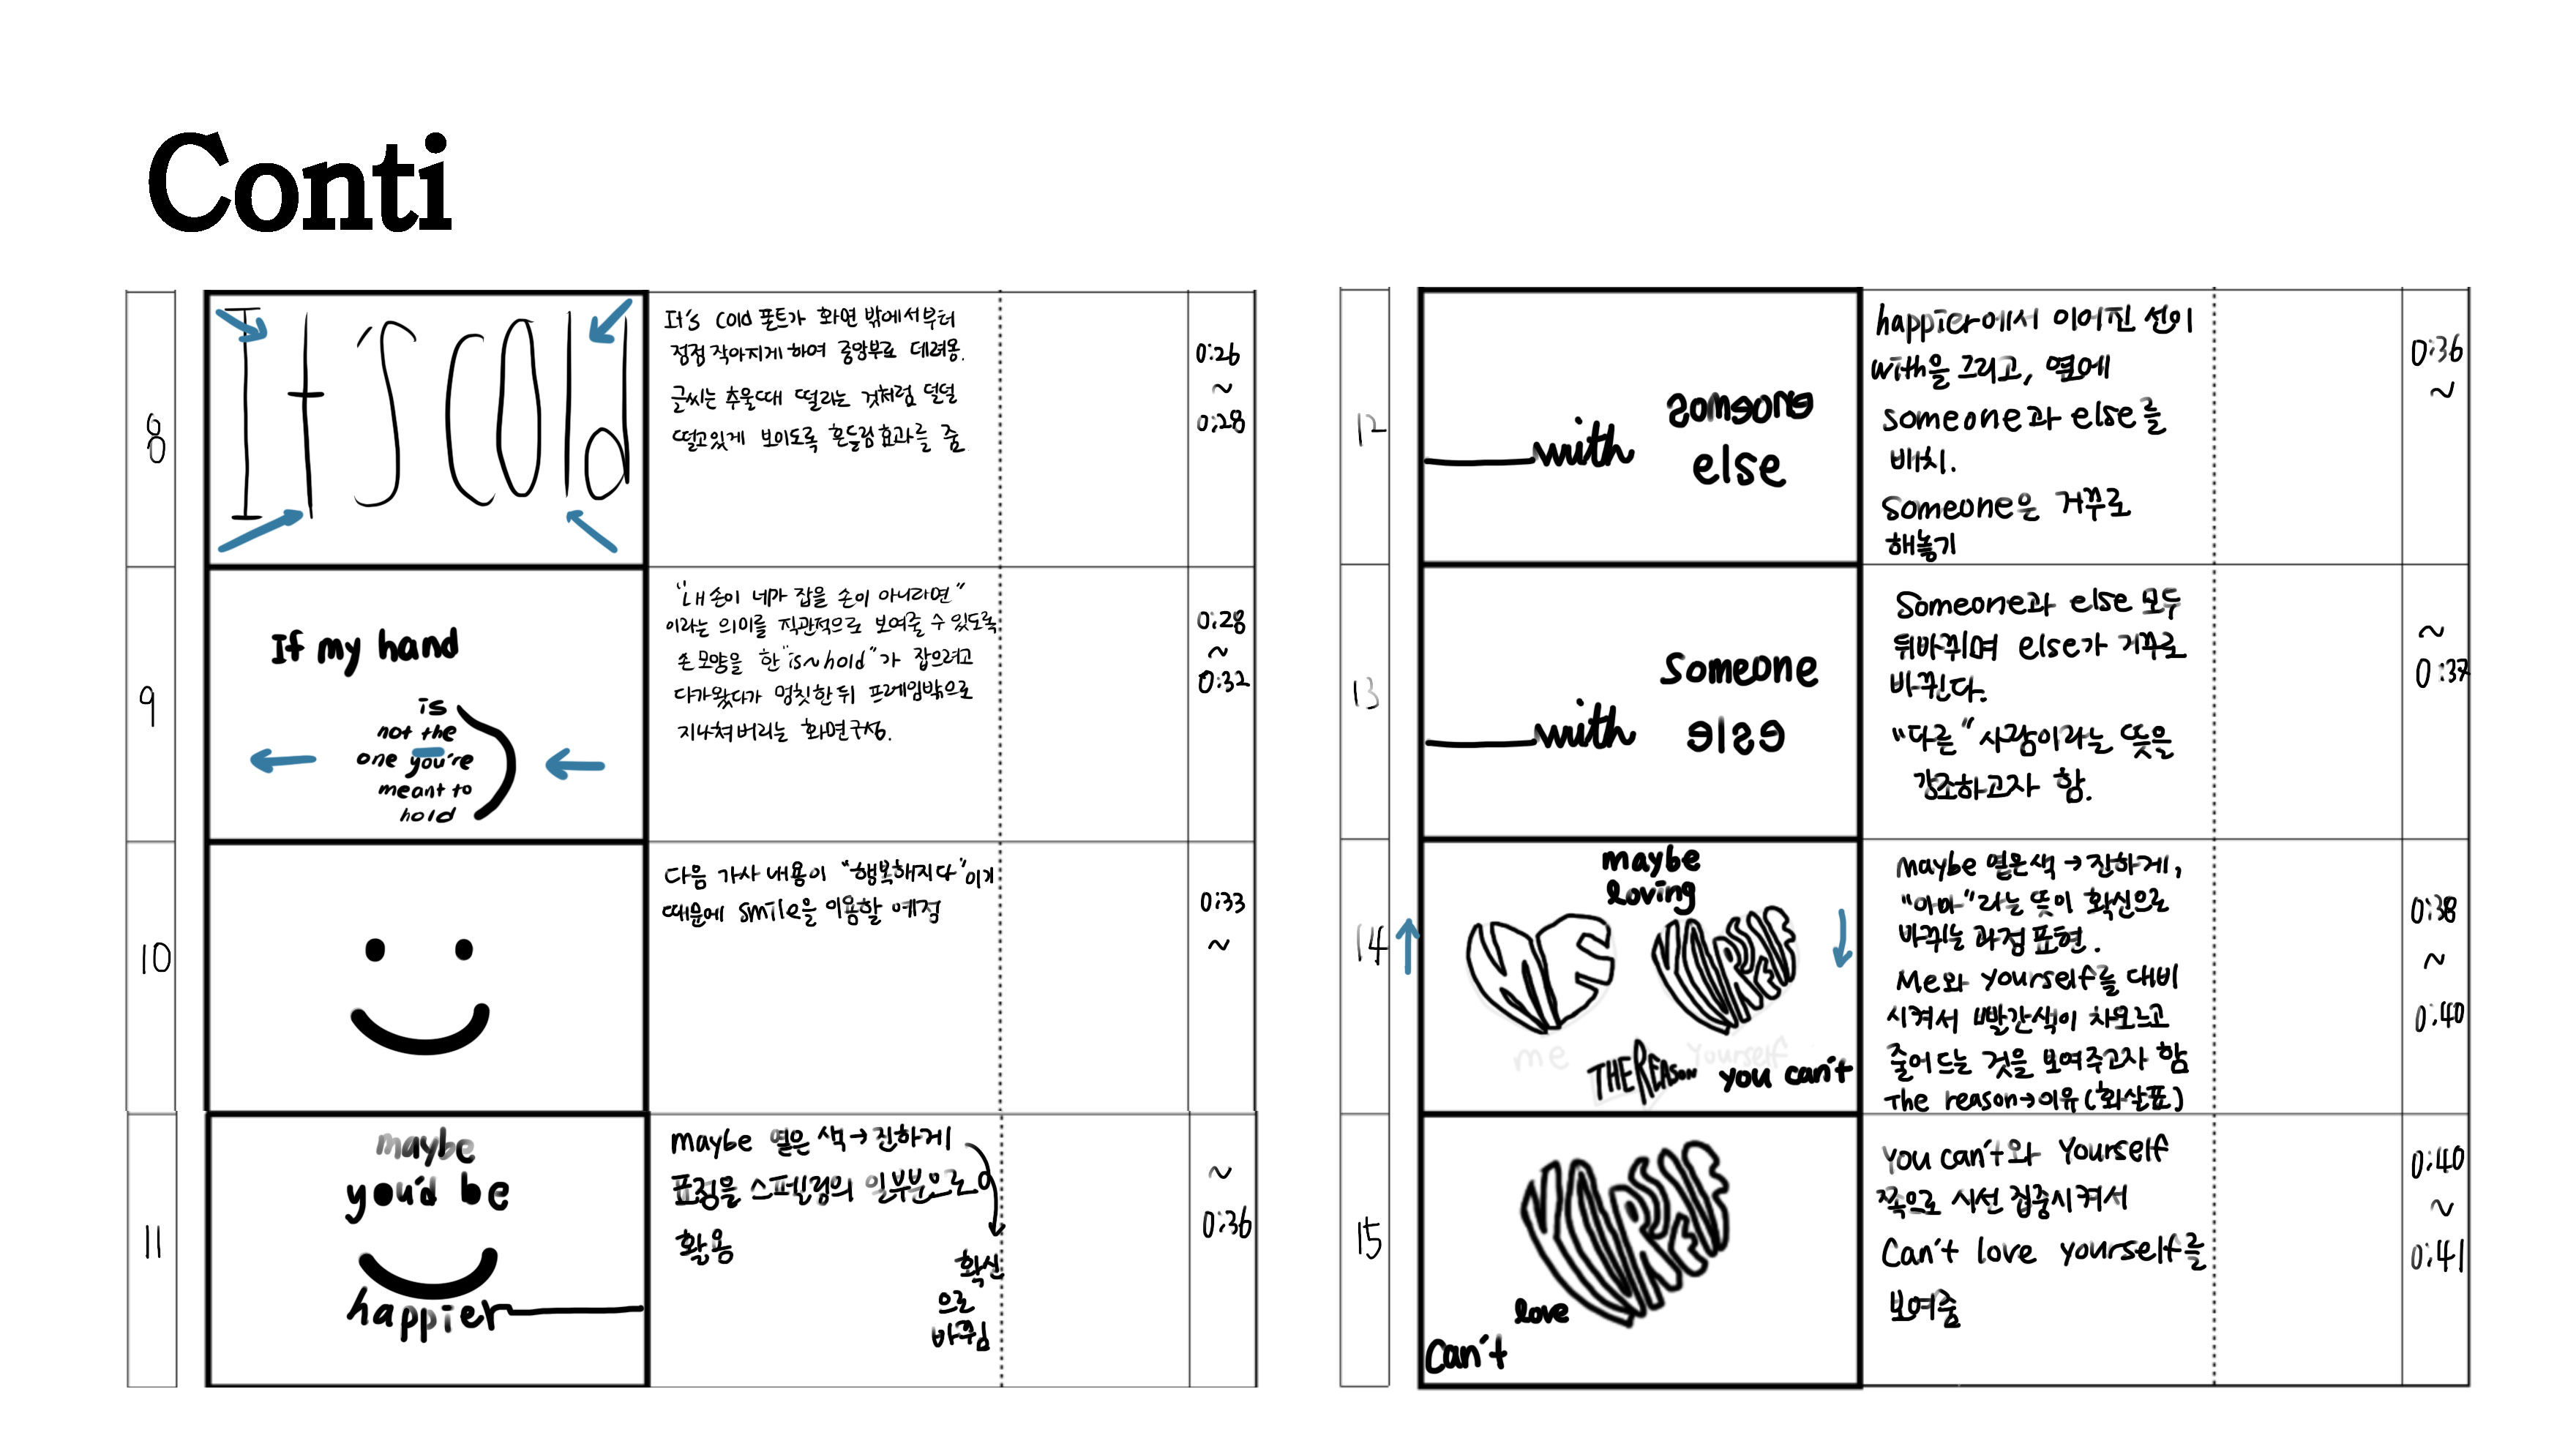 Conti
8
It's cold
It's cold 폰트가 화면 밖에서부터
점점 작아지게 하여 중앙부로 데려옴.
글씨는 추울때 떨리는 것처럼 덜덜
떨고있게 보이도록 흔들림효과를 줌
0:26
~
0:28
9
If my hand
is
not the
one you're
meant to
hold
"내 손이 네가 잡을 손이 아니라면"
이라는 의미를 직관적으로 보여줄 수 있도록
손 모양을 한 "is~hold"가 잡으려고
다가왔다가 멈칫한 뒤 프레임밖으로
지나쳐버리는 화면구성.
0:28
~
0:32
10
다음 가사 내용이 "행복해지다"이기
때문에 smile을 이용할 예정
0:33
~
11
maybe
you'd be
happier
maybe 옅은 색→진하게
표정을 스펠링의 일부분으로
활용
확신
으로
바뀜
~
0:36
12
with
someone
else
happier에서 이어진 선이
with을 그리고, 옆에
someone과 else를
배치.
Someone은 거꾸로
해놓기
0:36
~
13
with
Someone
else
Someone과 else 모두
뒤바뀌며 else가 거꾸로
바뀐다.
"다른" 사람이라는 뜻을
강조하고자 함.
~
0:37
14
maybe
loving
ME
YOURSELF
me
yourself
THE REASON
you can't
maybe 옅은색→진하게,
"아마"라는 뜻이 확신으로
바뀌는 과정 표현.
Me와 yourself를 대비
시켜서 빨간색이 차오르고
줄어드는 것을 보여주고자 함
The reason→이유(화살표)
0:38
~
0:40
15
YOURSELF
love
Can't
you can't와 Yourself
쪽으로 시선 집중시켜서
Can't love yourself를
보여줌
0:40
~
0:41